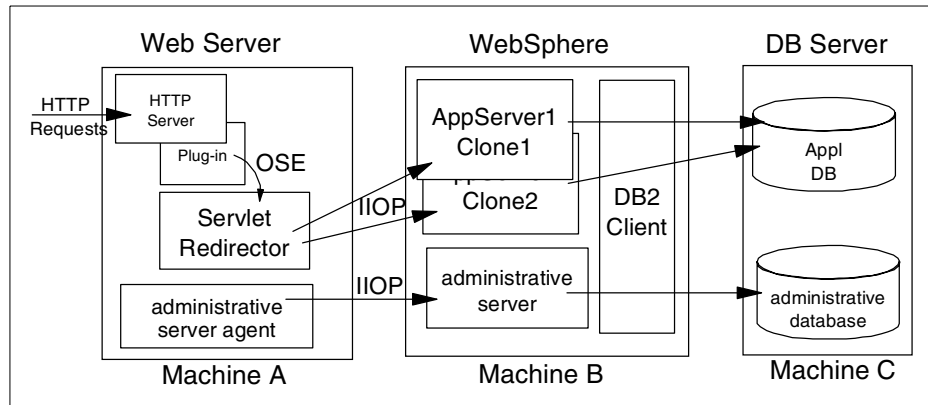 Web Server
WebSphere
DB Server
HTTP
Requests
HTTP
Server
Plug-in
OSE
Servlet
Redirector
IIOP
AppServer1
Clone1
Clone2
DB2
Client
Appl
DB
administrative
server agent
IIOP
administrative
server
administrative
database
Machine A
Machine B
Machine C